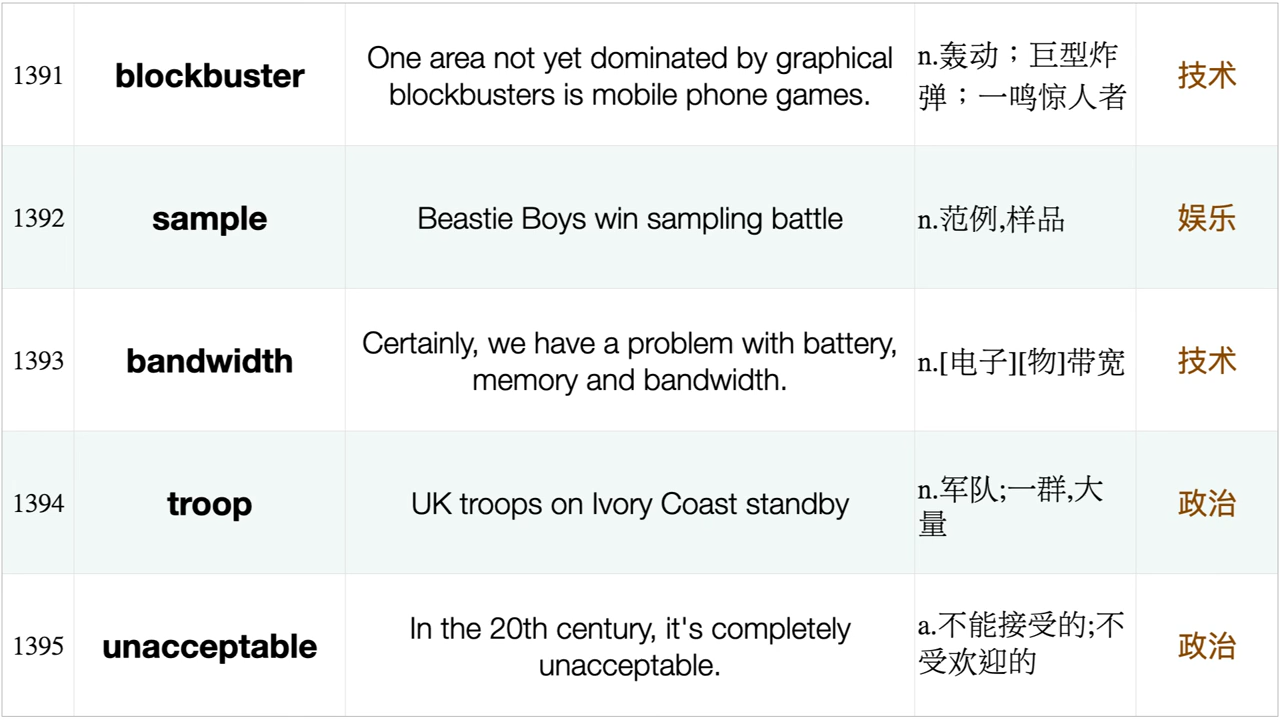 1391
blockbuster
One area not yet dominated by graphical
blockbusters is mobile phone games.
n.轰动；巨型炸
弹；一鸣惊人者
技术
1392
sample
Beastie Boys win sampling battle
n.范例,样品
娱乐
1393
bandwidth
Certainly, we have a problem with battery,
memory and bandwidth.
n.[电子][物]带宽
技术
1394
troop
UK troops on Ivory Coast standby
n.军队;一群,大
量
政治
1395
unacceptable
In the 20th century, it's completely
unacceptable.
a.不能接受的;不
受欢迎的
政治